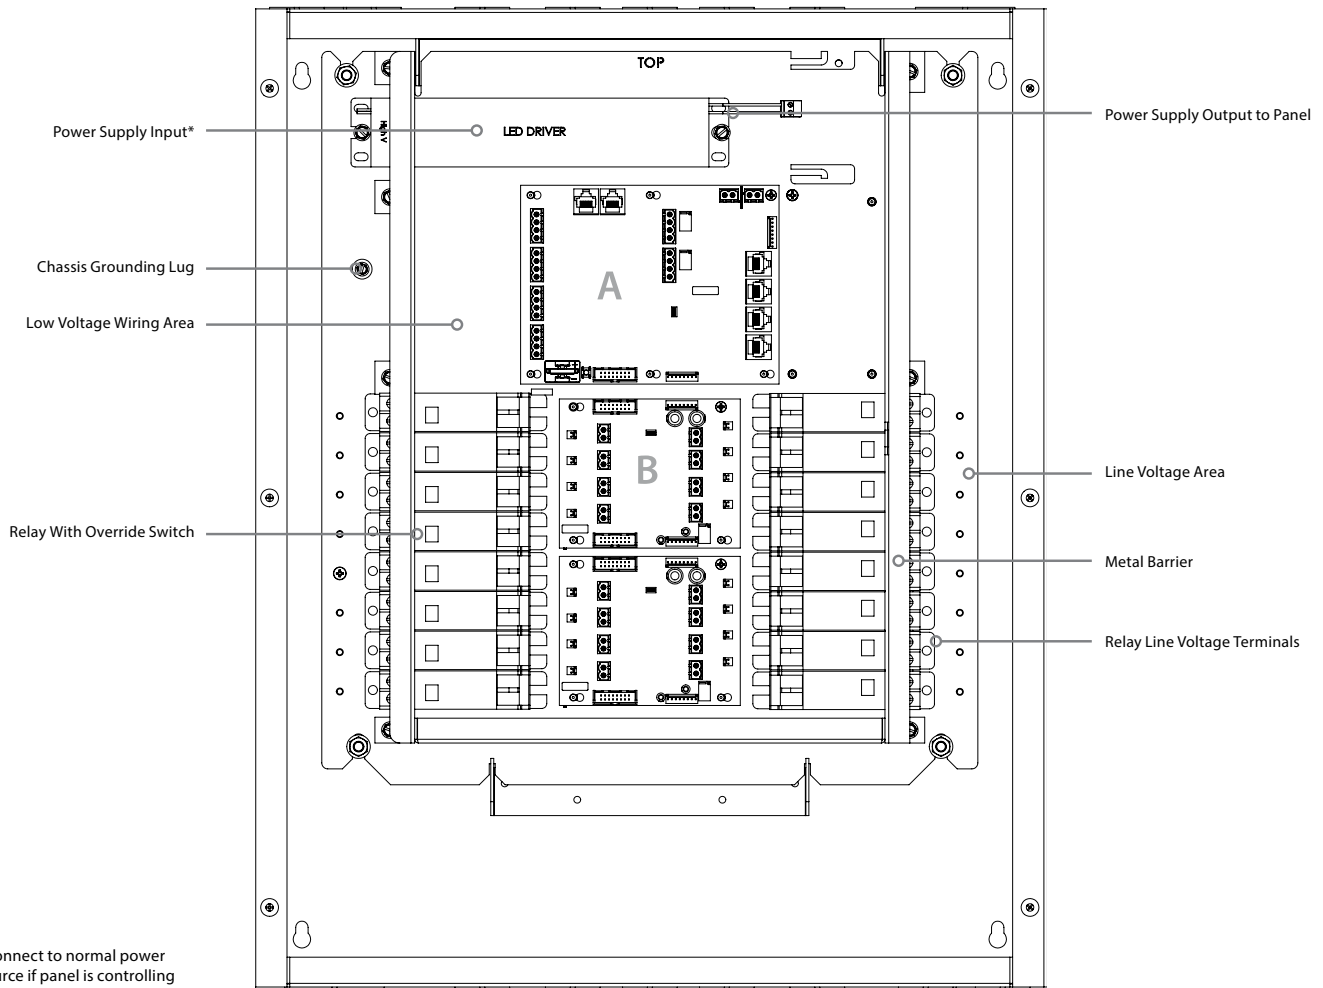 TOP
Power Supply Input*
LED DRIVER
Power Supply Output to Panel
Chassis Grounding Lug
A
Low Voltage Wiring Area
B
Line Voltage Area
Relay With Override Switch
Metal Barrier
Relay Line Voltage Terminals
to normal power
if panel is controlling